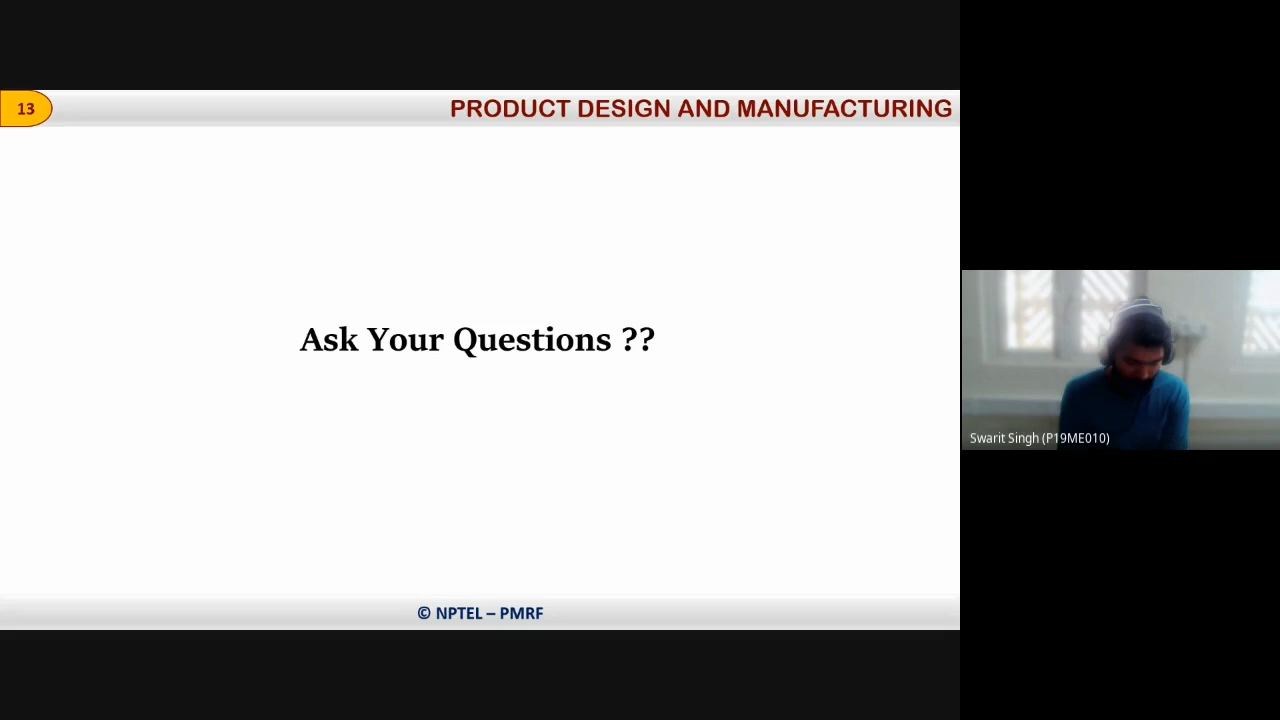 13
PRODUCT DESIGN AND MANUFACTURING
Ask Your Questions ??
© NPTEL – PMRF
Swarit Singh (P19ME010)